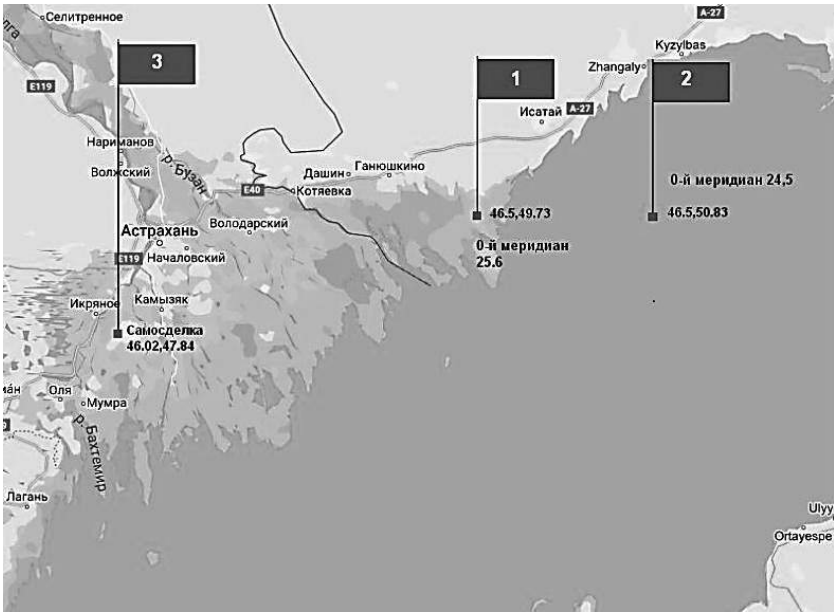 Селитренное
А-27
Kyzylbas
Zhangaly
3
1
2
E119
Исатай
А-27
Нариманов
р. Бузан
Волжский
Дашин
Ганюшкино
0-й меридиан 24,5
E40
Котяевка
46.5,49.73
46.5,50.83
Володарский
Астрахань
0-й меридиан
25.6
Началовский
E119
Икряное
Камызяк
Самосделка
46.02,47.84
Оля
Мумра
р. Бахтемир
Лагань
Ulyy
Ortayespe